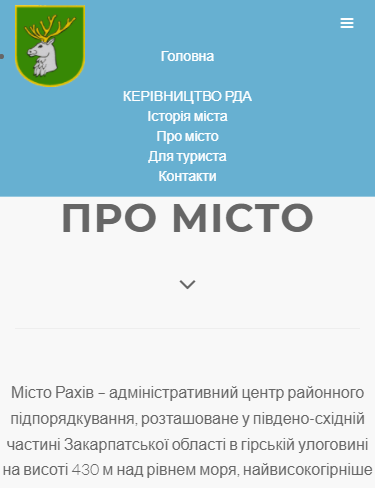 Головна
КЕРІВНИЦТВО РДА
Історія міста
Про місто
Для туриста
Контакти
ПРО МІСТО
Місто Рахів – адміністративний центр районного
підпорядкування, розташоване у південо-східній
частині Закарпатської області в гірській улоговині
на висоті 430 м над рівнем моря, найвисокогірніше